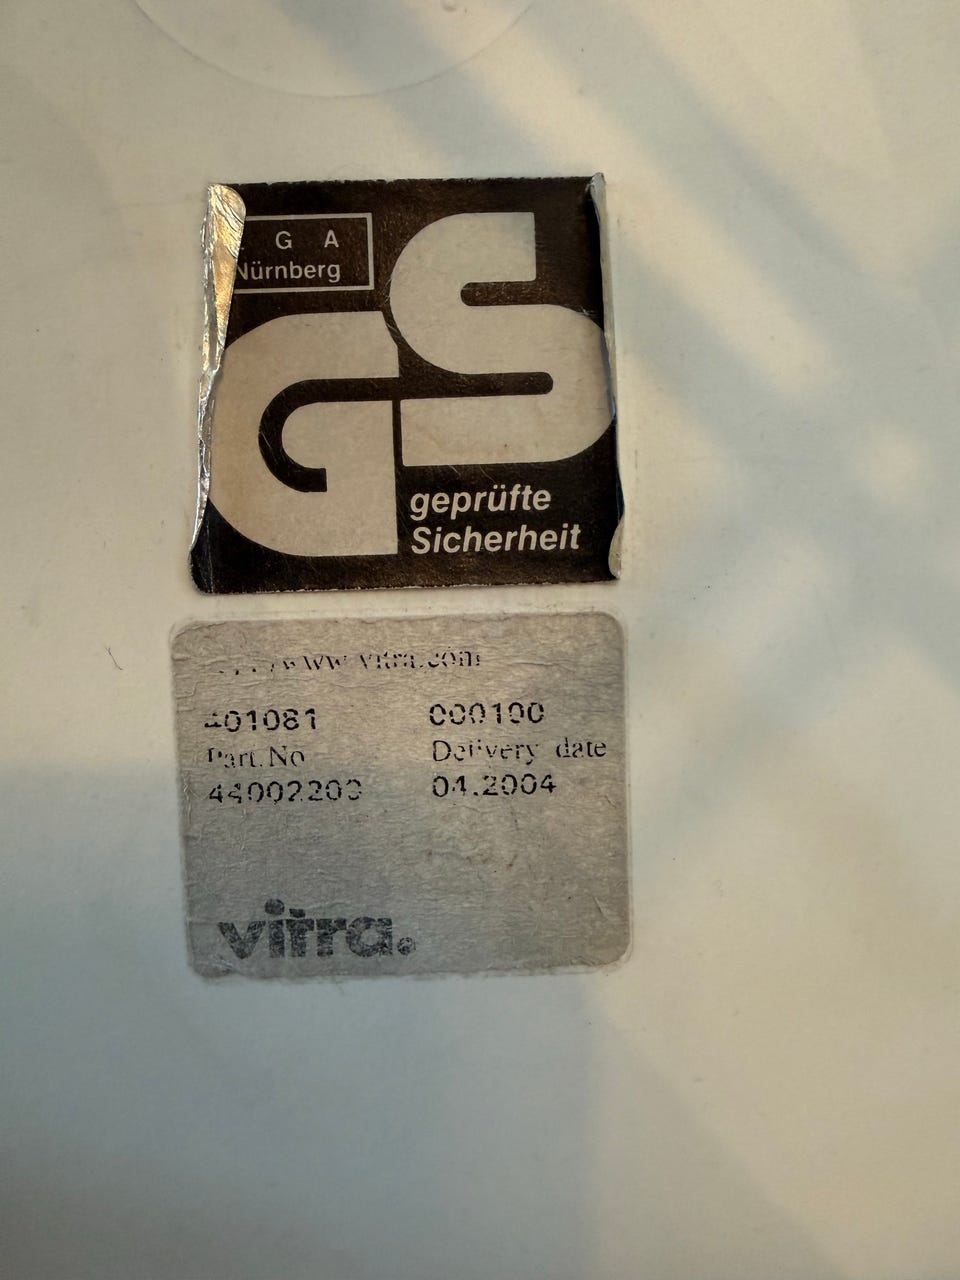 G A
Nürnberg
GS
geprüfte
Sicherheit
www.vitra.com
401081 000100
Part.No Delivery date
44002200 04.2004
vitra.